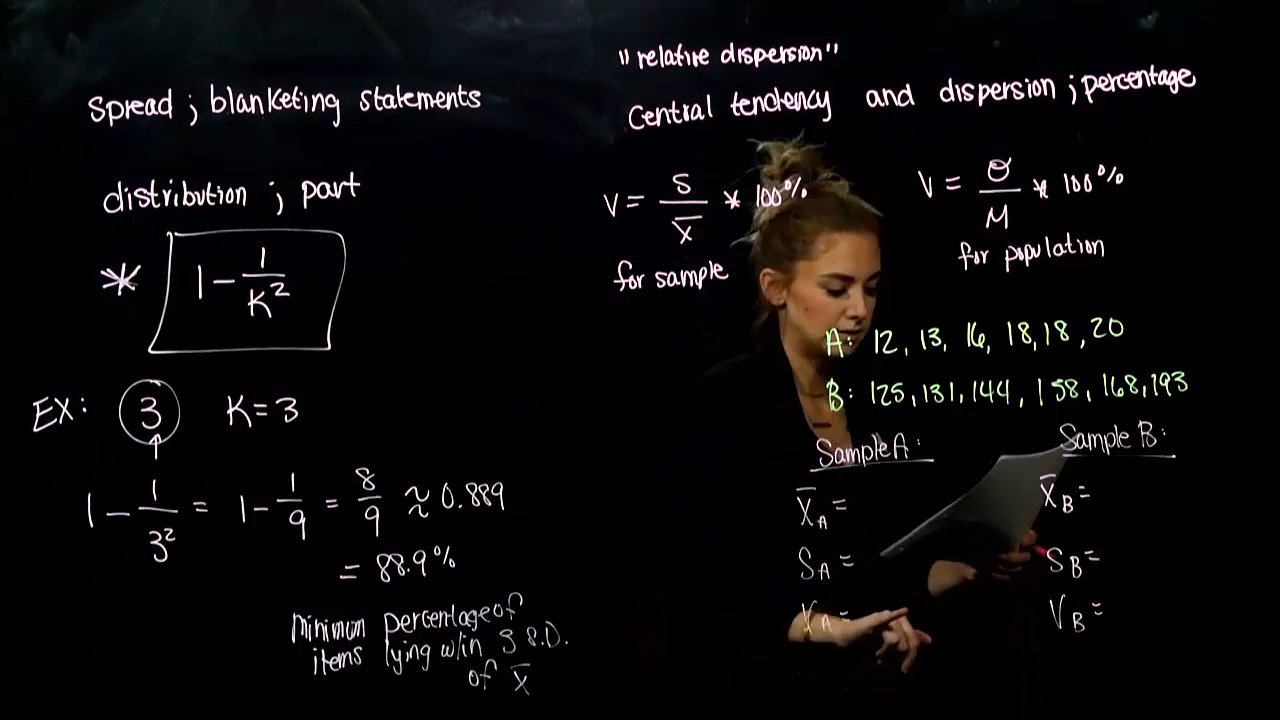 spread ; blanketing statements
distribution ; part
* 1 - 1/K²
EX: 3 K = 3
1 - 1/3² = 1 - 1/9 = 8/9 ≈ 0.889
= 88.9%
Minimum percentage of
items lying w/in 3 S.D.
of x̄
"relative dispersion"
Central tendency and dispersion ; percentage
V = S/x̄ * 100%
for sample
V = σ/M * 100%
for population
A: 12, 13, 16, 18, 18, 20
B: 125, 131, 144, 158, 168, 193
Sample A: Sample B:
x̄A = x̄B =
SA = SB =
VA = VB =